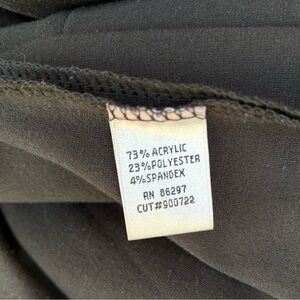 73% ACRYLIC
23%POLYESTER
4%SPANDEX
RN 86297
CUT#900722